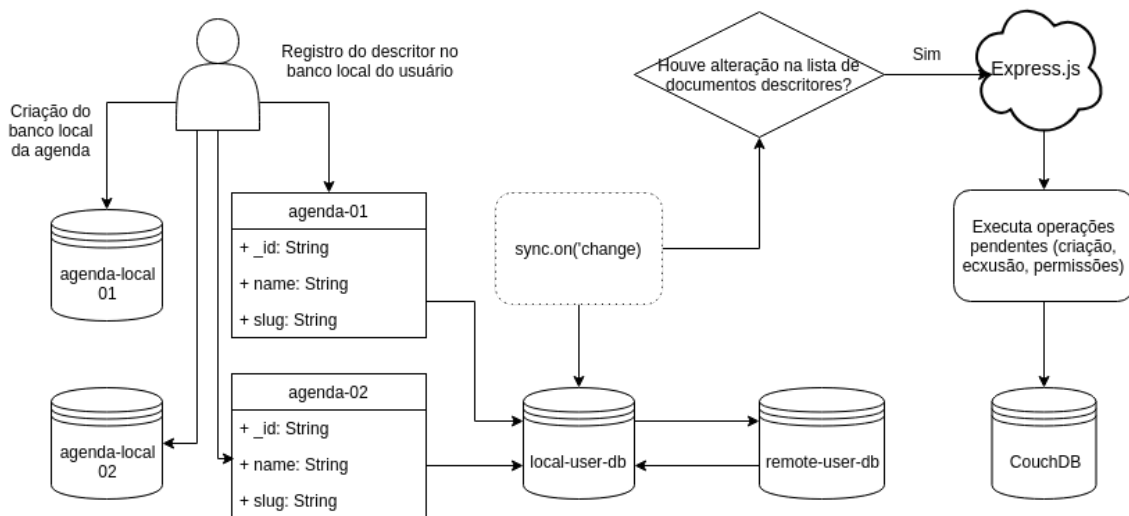 Registro do descritor no
banco local do usuário
Criação do
banco local
da agenda
Houve alteração na lista de
documentos descritores?
Sim
Express.js
agenda-local
01
agenda-01
+ _id: String
+ name: String
+ slug: String
sync.on('change)
Executa operações
pendentes (criação,
ecxusão, permissões)
agenda-local
02
agenda-02
+ _id: String
+ name: String
+ slug: String
local-user-db
remote-user-db
CouchDB